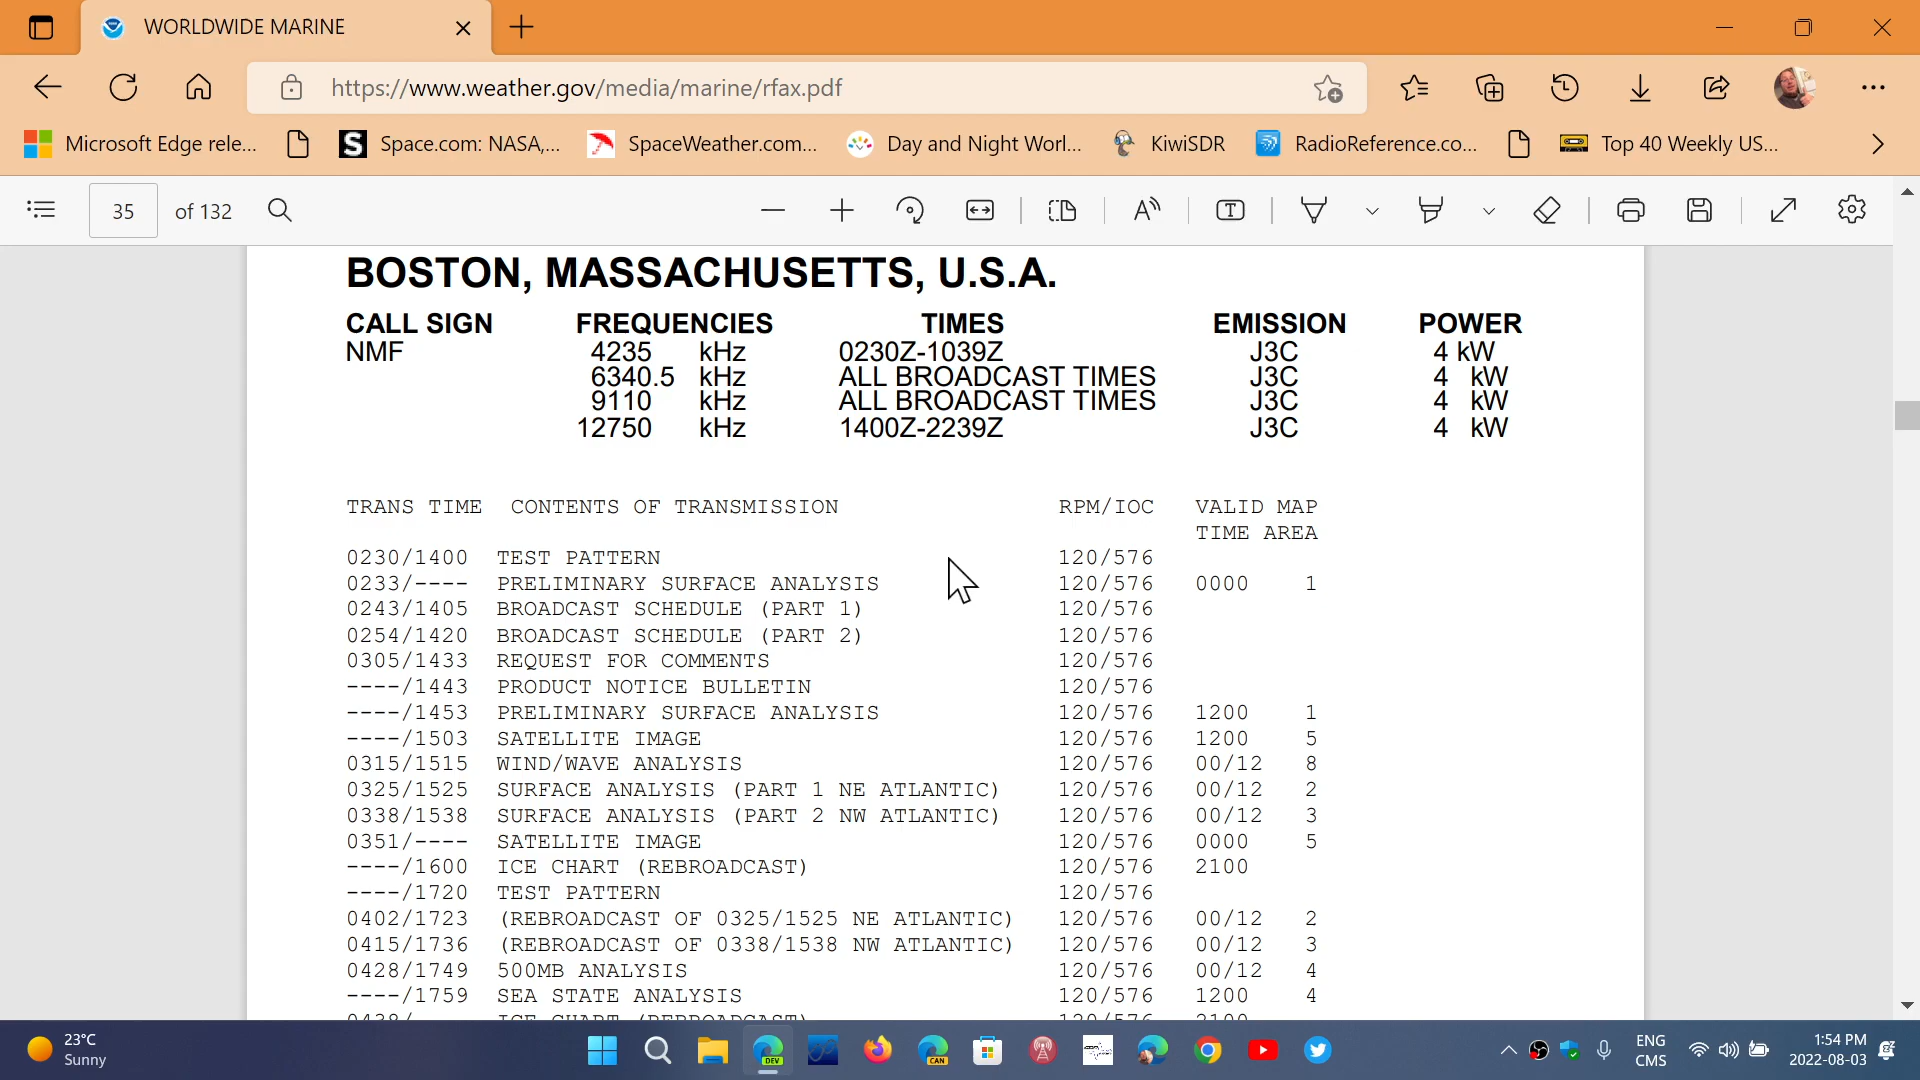 WORLDWIDE MARINE
https://www.weather.gov/media/marine/rfax.pdf
Microsoft Edge rele... Space.com: NASA,... SpaceWeather.com... Day and Night Worl... KiwiSDR RadioReference.co... Top 40 Weekly US...
35 of 132
BOSTON, MASSACHUSETTS, U.S.A.
CALL SIGN FREQUENCIES TIMES EMISSION POWER
NMF 4235 kHz 0230Z-1039Z J3C 4 kW
6340.5 kHz ALL BROADCAST TIMES J3C 4 kW
9110 kHz ALL BROADCAST TIMES J3C 4 kW
12750 kHz 1400Z-2239Z J3C 4 kW
TRANS TIME CONTENTS OF TRANSMISSION RPM/IOC VALID MAP
TIME AREA
0230/1400 TEST PATTERN 120/576
0233/---- PRELIMINARY SURFACE ANALYSIS 120/576 0000 1
0243/1405 BROADCAST SCHEDULE (PART 1) 120/576
0254/1420 BROADCAST SCHEDULE (PART 2) 120/576
0305/1433 REQUEST FOR COMMENTS 120/576
----/1443 PRODUCT NOTICE BULLETIN 120/576
----/1453 PRELIMINARY SURFACE ANALYSIS 120/576 1200 1
----/1503 SATELLITE IMAGE 120/576 1200 5
0315/1515 WIND/WAVE ANALYSIS 120/576 00/12 8
0325/1525 SURFACE ANALYSIS (PART 1 NE ATLANTIC) 120/576 00/12 2
0338/1538 SURFACE ANALYSIS (PART 2 NW ATLANTIC) 120/576 00/12 3
0351/---- SATELLITE IMAGE 120/576 0000 5
----/1600 ICE CHART (REBROADCAST) 120/576 2100
----/1720 TEST PATTERN 120/576
0402/1723 (REBROADCAST OF 0325/1525 NE ATLANTIC) 120/576 00/12 2
0415/1736 (REBROADCAST OF 0338/1538 NW ATLANTIC) 120/576 00/12 3
0428/1749 500MB ANALYSIS 120/576 00/12 4
----/1759 SEA STATE ANALYSIS 120/576 1200 4
0438/---- ICE CHART (REBROADCAST) 120/576 2100
23°C
Sunny
DEV
CAN
ENG
CMS
1:54 PM
2022-08-03